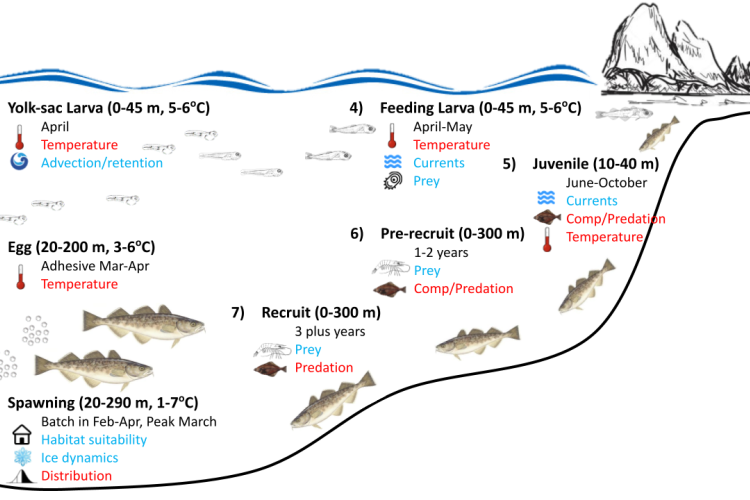 Yolk-sac Larva (0-45 m, 5-6°C)
April
Temperature
Advection/retention
4) Feeding Larva (0-45 m, 5-6°C)
April-May
Temperature
Currents
Prey
5) Juvenile (10-40 m)
June-October
Currents
Comp/Predation
Temperature
Egg (20-200 m, 3-6°C)
Adhesive Mar-Apr
Temperature
6) Pre-recruit (0-300 m)
1-2 years
Prey
Comp/Predation
7) Recruit (0-300 m)
3 plus years
Prey
Predation
Spawning (20-290 m, 1-7°C)
Batch in Feb-Apr, Peak March
Habitat suitability
Ice dynamics
Distribution